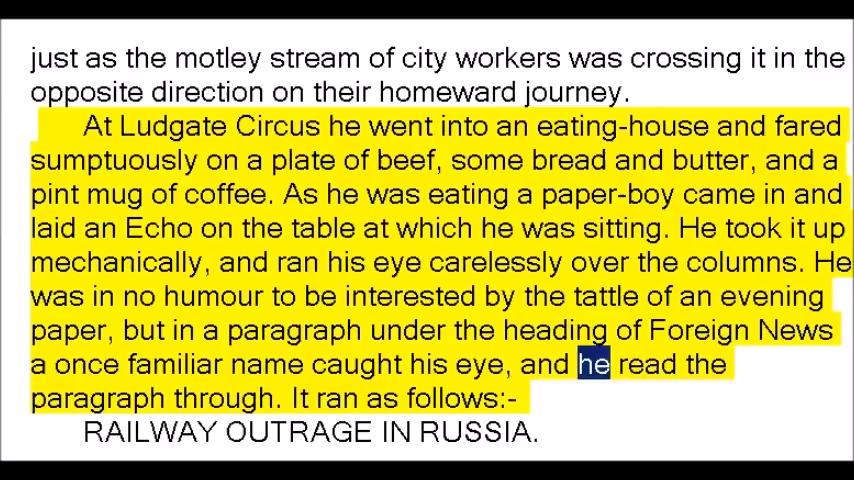 just as the motley stream of city workers was crossing it in the
opposite direction on their homeward journey.
At Ludgate Circus he went into an eating-house and fared
sumptuously on a plate of beef, some bread and butter, and a
pint mug of coffee. As he was eating a paper-boy came in and
laid an Echo on the table at which he was sitting. He took it up
mechanically, and ran his eye carelessly over the columns. He
was in no humour to be interested by the tattle of an evening
paper, but in a paragraph under the heading of Foreign News
a once familiar name caught his eye, and he read the
paragraph through. It ran as follows:-
RAILWAY OUTRAGE IN RUSSIA.